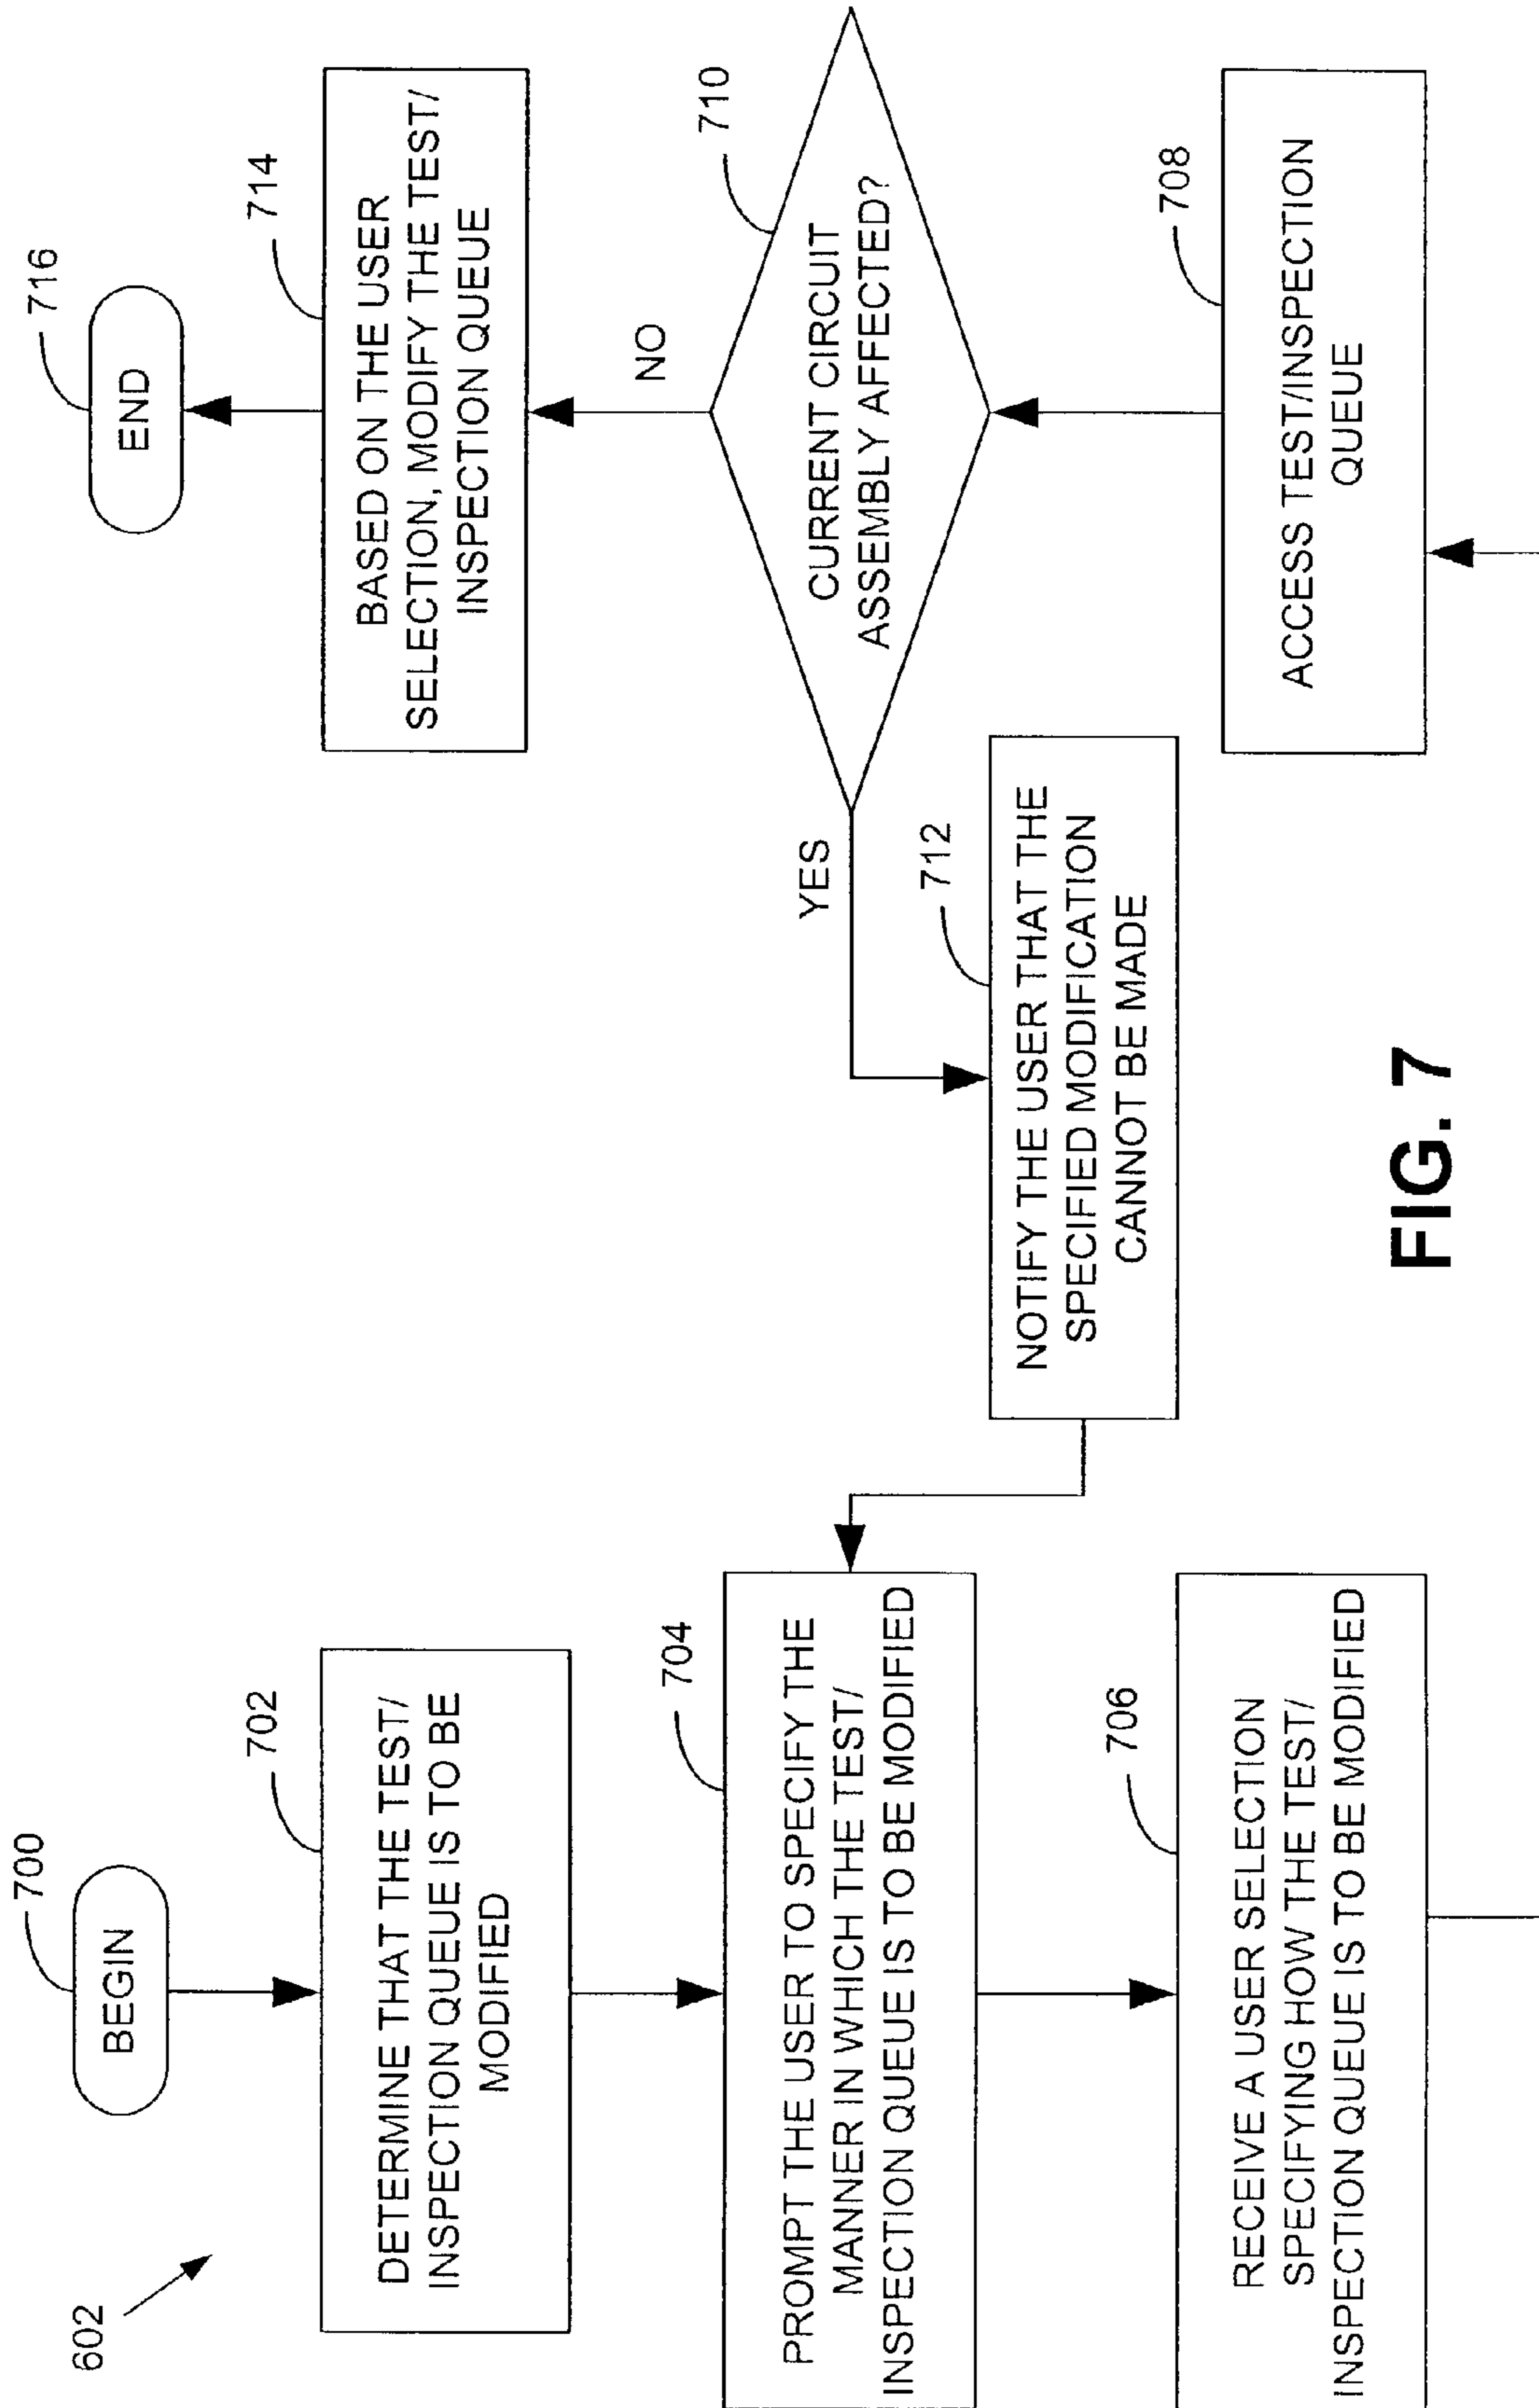 602
700
BEGIN
702
DETERMINE THAT THE TEST/
INSPECTION QUEUE IS TO BE
MODIFIED
704
PROMPT THE USER TO SPECIFY THE
MANNER IN WHICH THE TEST/
INSPECTION QUEUE IS TO BE MODIFIED
706
RECEIVE A USER SELECTION
SPECIFYING HOW THE TEST/
INSPECTION QUEUE IS TO BE MODIFIED
708
ACCESS TEST/INSPECTION
QUEUE
710
CURRENT CIRCUIT
ASSEMBLY AFFECTED?
YES
712
NOTIFY THE USER THAT THE
SPECIFIED MODIFICATION
CANNOT BE MADE
NO
714
BASED ON THE USER
SELECTION, MODIFY THE TEST/
INSPECTION QUEUE
716
END
FIG. 7